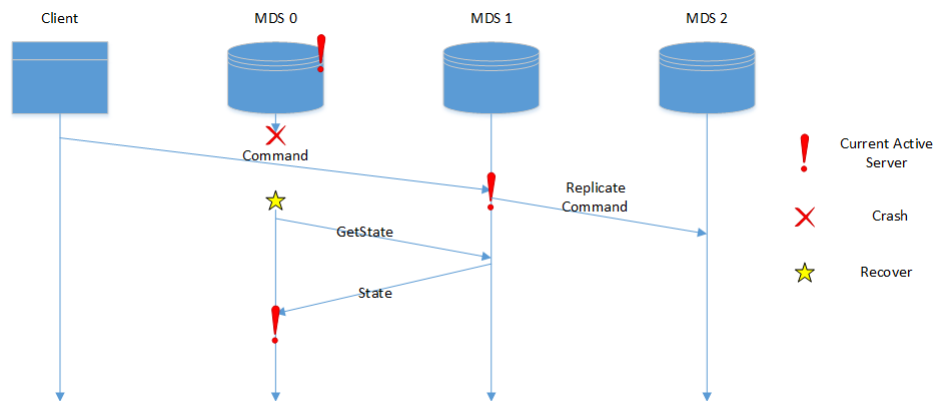 Client
MDS 0
MDS 1
MDS 2
Command
Replicate
Command
GetState
State
Current Active
Server
Crash
Recover